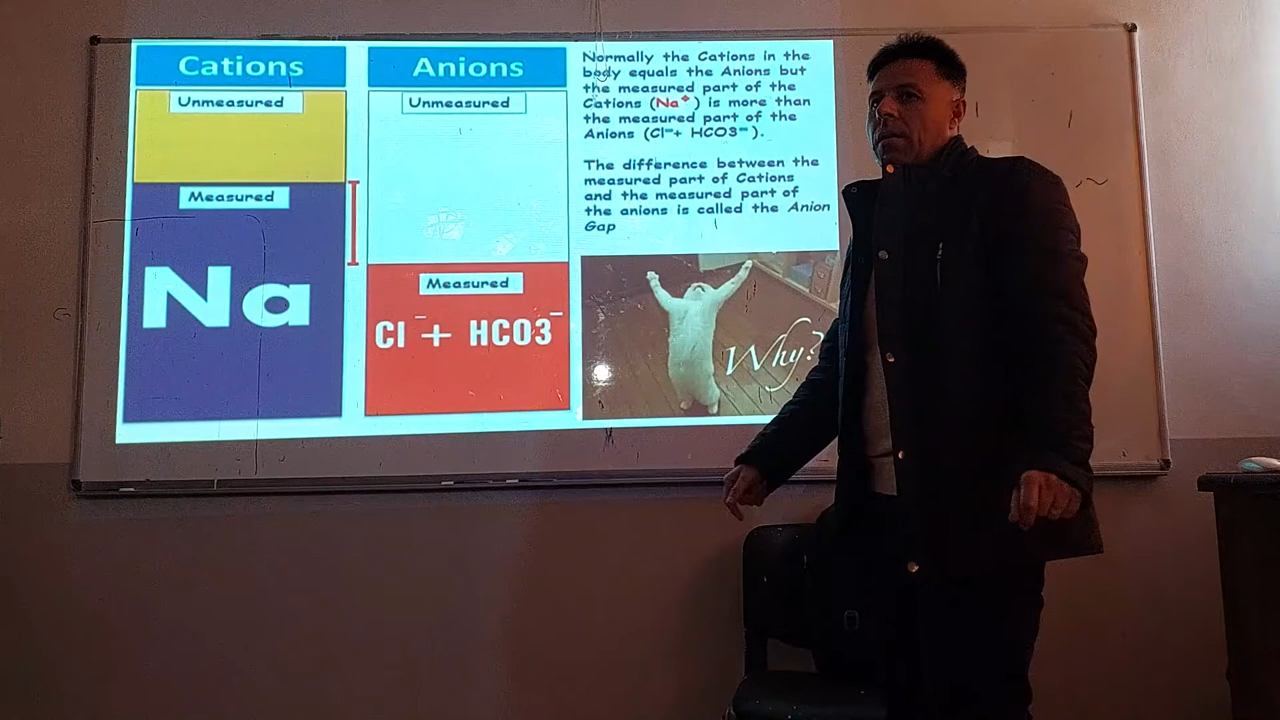 Cations
Unmeasured
Measured
Na
Anions
Unmeasured
Measured
Cl⁻ + HCO3⁻
Normally the Cations in the
body equals the Anions but
the measured part of the
Cations (Na⁺) is more than
the measured part of the
Anions (Cl⁻+ HCO3⁻).
The difference between the
measured part of Cations
and the measured part of
the anions is called the Anion
Gap
Why?